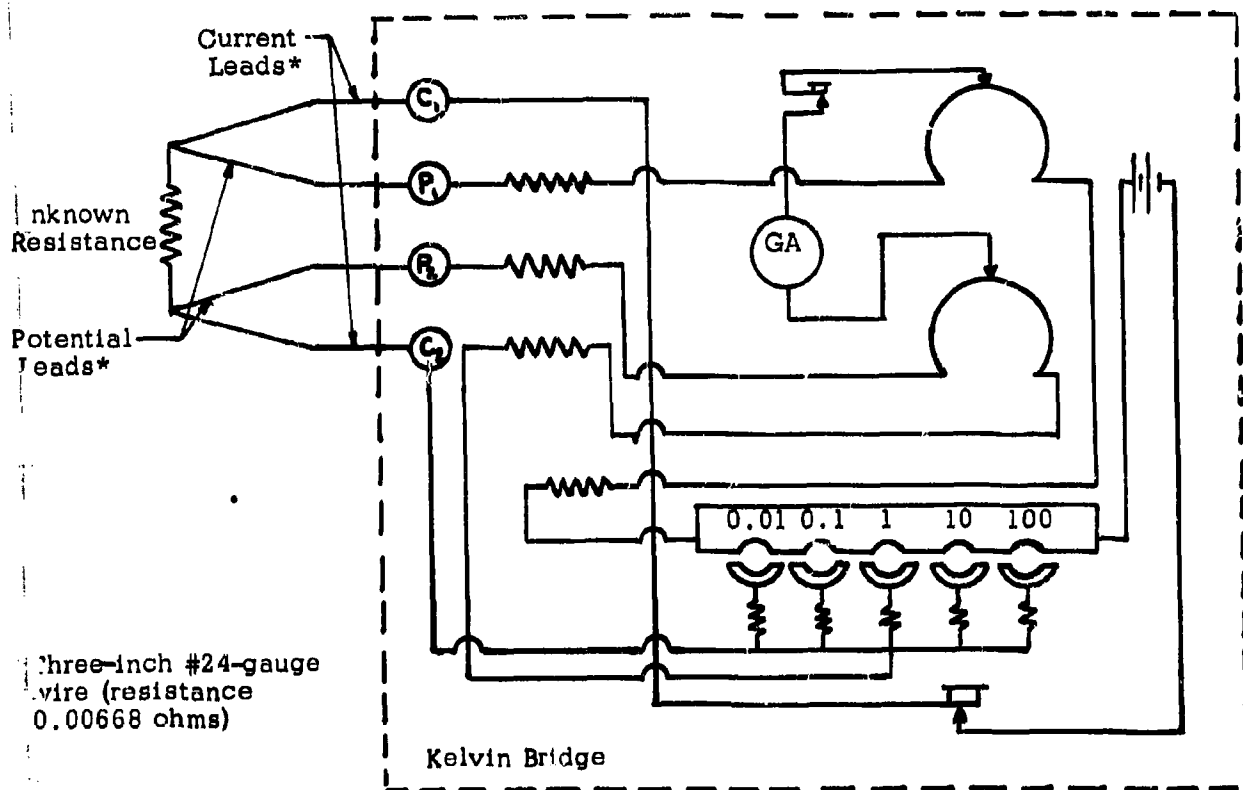 Current
Leads*
C₁
P₁
nknown
Resistance
GA
P₂
Potential
eads*
C₂
0.01 0.1 1 10 100
hree-inch #24-gauge
wire (resistance
0.00668 ohms)
Kelvin Bridge